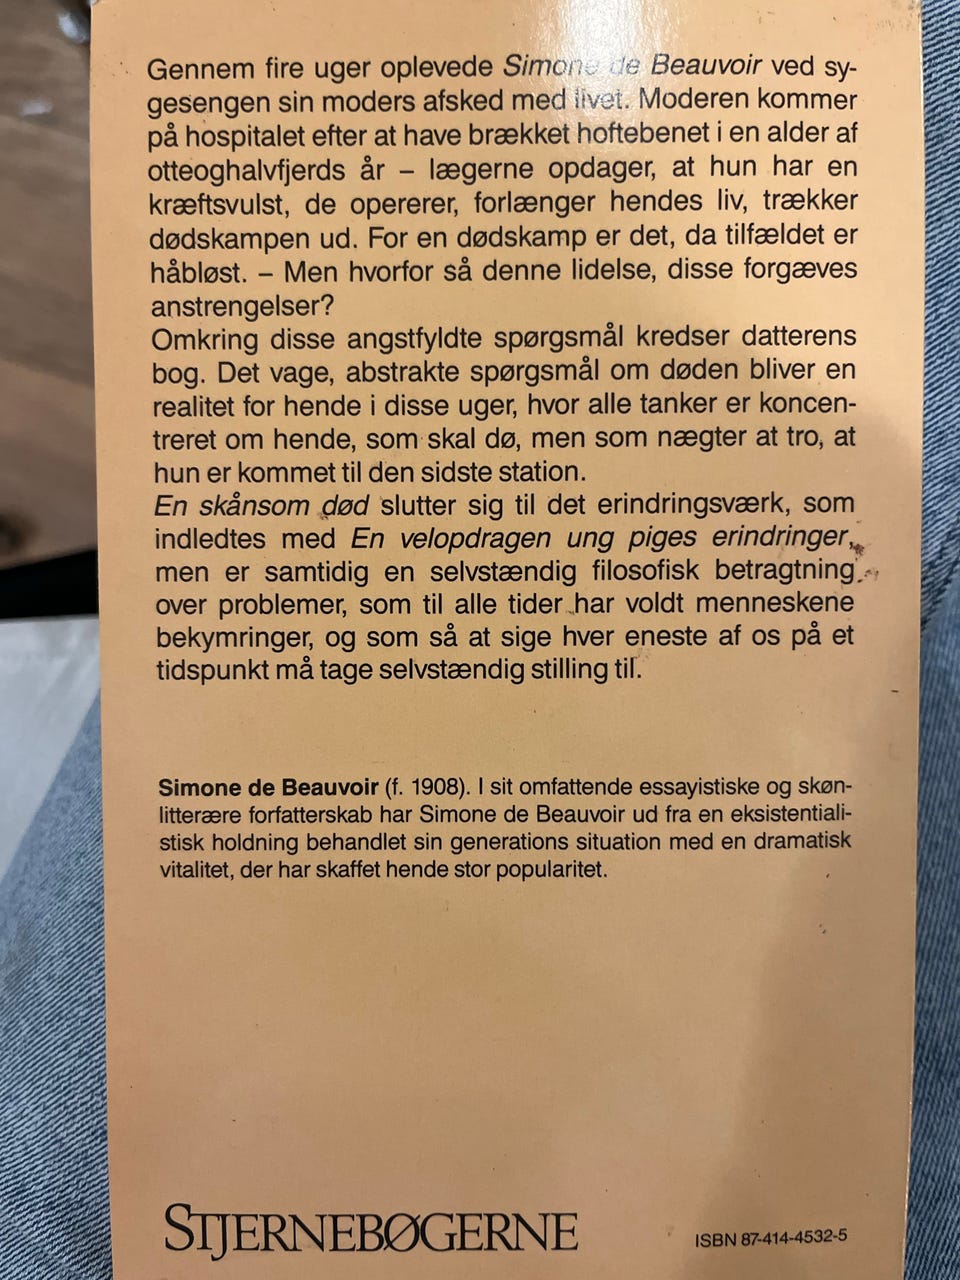 Gennem fire uger oplevede Simone de Beauvoir ved sy-
gesengen sin moders afsked med livet. Moderen kommer
på hospitalet efter at have brækket hoftebenet i en alder af
otteoghalvfjerds år – lægerne opdager, at hun har en
kræftsvulst, de opererer, forlænger hendes liv, trækker
dødskampen ud. For en dødskamp er det, da tilfældet er
håbløst. – Men hvorfor så denne lidelse, disse forgæves
anstrengelser?
Omkring disse angstfyldte spørgsmål kredser datterens
bog. Det vage, abstrakte spørgsmål om døden bliver en
realitet for hende i disse uger, hvor alle tanker er koncen-
treret om hende, som skal dø, men som nægter at tro, at
hun er kommet til den sidste station.
En skånsom død slutter sig til det erindringsværk, som
indledtes med En velopdragen ung piges erindringer,
men er samtidig en selvstændig filosofisk betragtning
over problemer, som til alle tider har voldt menneskene
bekymringer, og som så at sige hver eneste af os på et
tidspunkt må tage selvstændig stilling til.
Simone de Beauvoir (f. 1908). I sit omfattende essayistiske og skøn-
litterære forfatterskab har Simone de Beauvoir ud fra en eksistentiali-
stisk holdning behandlet sin generations situation med en dramatisk
vitalitet, der har skaffet hende stor popularitet.
STJERNEBØGERNE
ISBN 87-414-4532-5